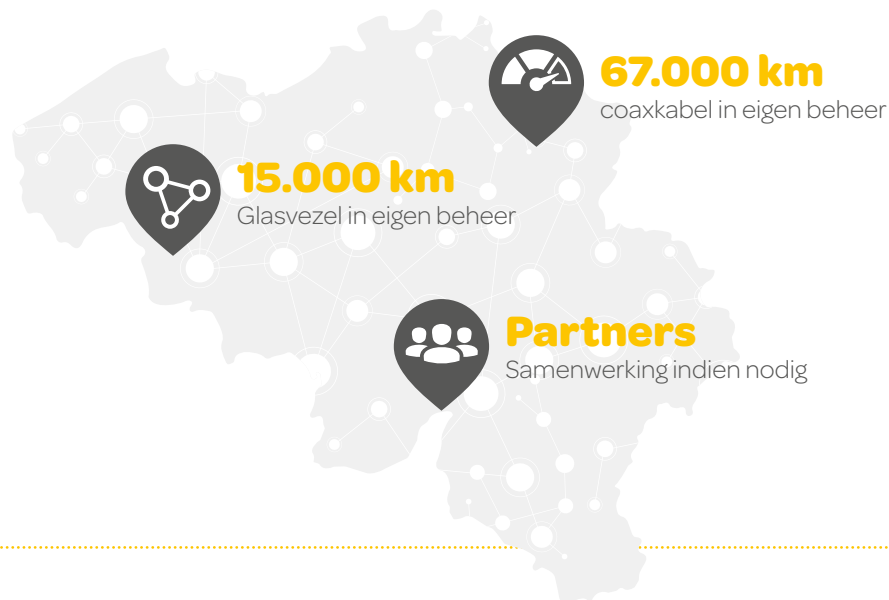 67.000 km
coaxkabel in eigen beheer
15.000 km
Glasvezel in eigen beheer
Partners
Samenwerking indien nodig